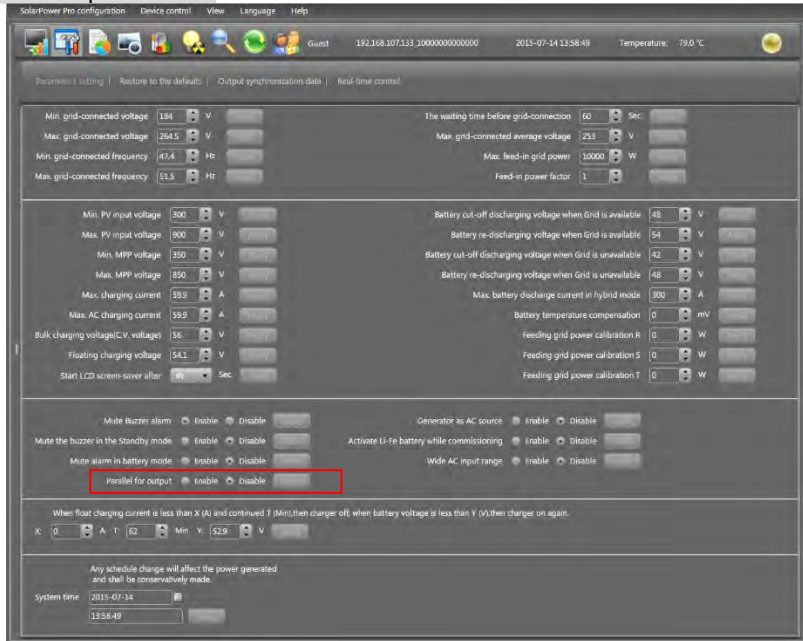 SolarPower Pro configuration Device control View Language Help
Guest 192.168.107.133_10000000000000 2015-07-14 13:58:49 Temperature: 79.0 ℃
Parameters setting | Restore to the defaults | Output synchronization data | Real-time control
Min. grid-connected voltage 184 V The waiting time before grid-connection 60 Sec.
Max. grid-connected voltage 264.5 V Max. grid-connected average voltage 253 V
Min. grid-connected frequency 47.4 Hz Max. feed-in grid power 10000 W
Max. grid-connected frequency 51.5 Hz Feed-in power factor 1
Min. PV input voltage 300 V Battery cut-off discharging voltage when Grid is available 48 V
Max. PV input voltage 900 V Battery re-discharging voltage when Grid is available 54 V
Min. MPP voltage 350 V Battery cut-off discharging voltage when Grid is unavailable 42 V
Max. MPP voltage 850 V Battery re-discharging voltage when Grid is unavailable 48 V
Max. charging current 59.9 A Max. battery discharge current in hybrid mode 300 A
Max. AC charging current 59.9 A Battery temperature compensation 0 mV
Bulk charging voltage(C.V. voltage) 56 V Feeding grid power calibration R 0 W
Floating charging voltage 54.1 V Feeding grid power calibration S 0 W
Start LCD screen-saver after Sec. Feeding grid power calibration T 0 W
Mute Buzzer alarm Enable Disable Generator as AC source Enable Disable
Mute the buzzer in the Standby mode Enable Disable Activate Li-Fe battery while commissioning Enable Disable
Mute alarm in battery mode Enable Disable Wide AC input range Enable Disable
Parallel for output Enable Disable
When float charging current is less than X (A) and continued T (Min),then charger off, when battery voltage is less than Y (V),then charger on again.
X: 0 A T: 62 Min Y: 52.9 V
Any schedule change will affect the power generated
and shall be conservatively made.
System time 2015-07-14
13:58:49